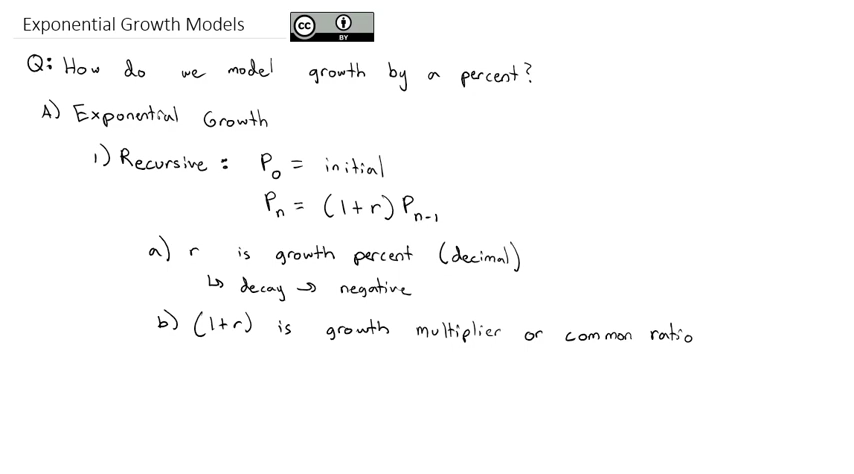 Exponential Growth Models
cc BY
Q: How do we model growth by a percent?
A) Exponential Growth
1) Recursive: P₀ = initial
Pₙ = (1+r) Pₙ₋₁
a) r is growth percent (decimal)
↳ decay → negative
b) (1+r) is growth multiplier or common ratio